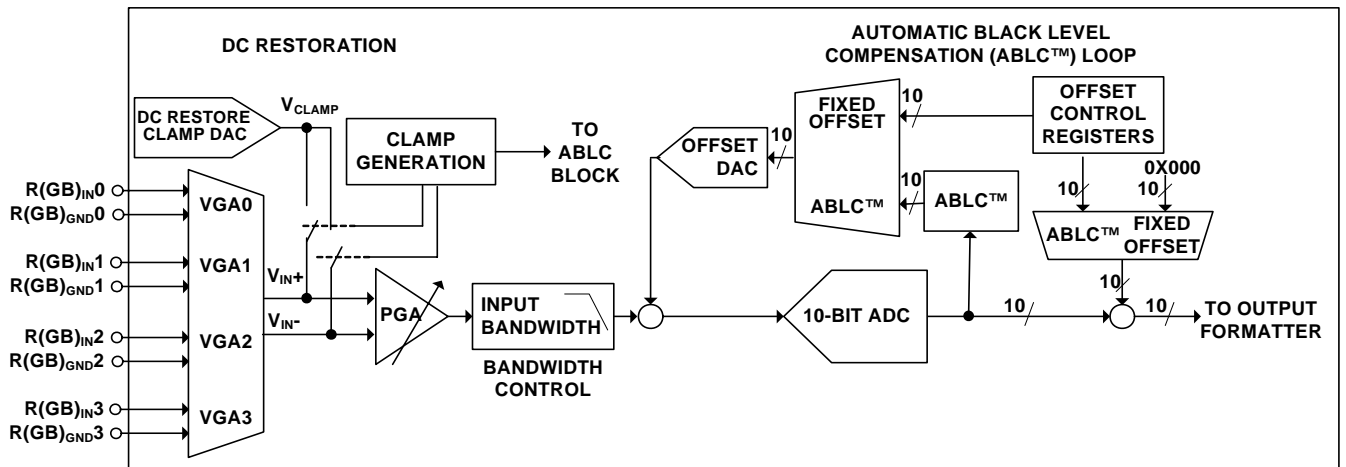 DC RESTORATION
AUTOMATIC BLACK LEVEL
COMPENSATION (ABLC™) LOOP
DC RESTORE
CLAMP DAC
VCLAMP
CLAMP
GENERATION
TO
ABLC
BLOCK
OFFSET
DAC
10
FIXED
OFFSET
ABLC™
10
10
OFFSET
CONTROL
REGISTERS
ABLC™
10
0X000
10
ABLC™
FIXED
OFFSET
10
R(GB)IN0
R(GB)GND0
R(GB)IN1
R(GB)GND1
R(GB)IN2
R(GB)GND2
R(GB)IN3
R(GB)GND3
VGA0
VGA1
VGA2
VGA3
VIN+
VIN-
PGA
INPUT
BANDWIDTH
BANDWIDTH
CONTROL
10-BIT ADC
10
10
TO OUTPUT
FORMATTER